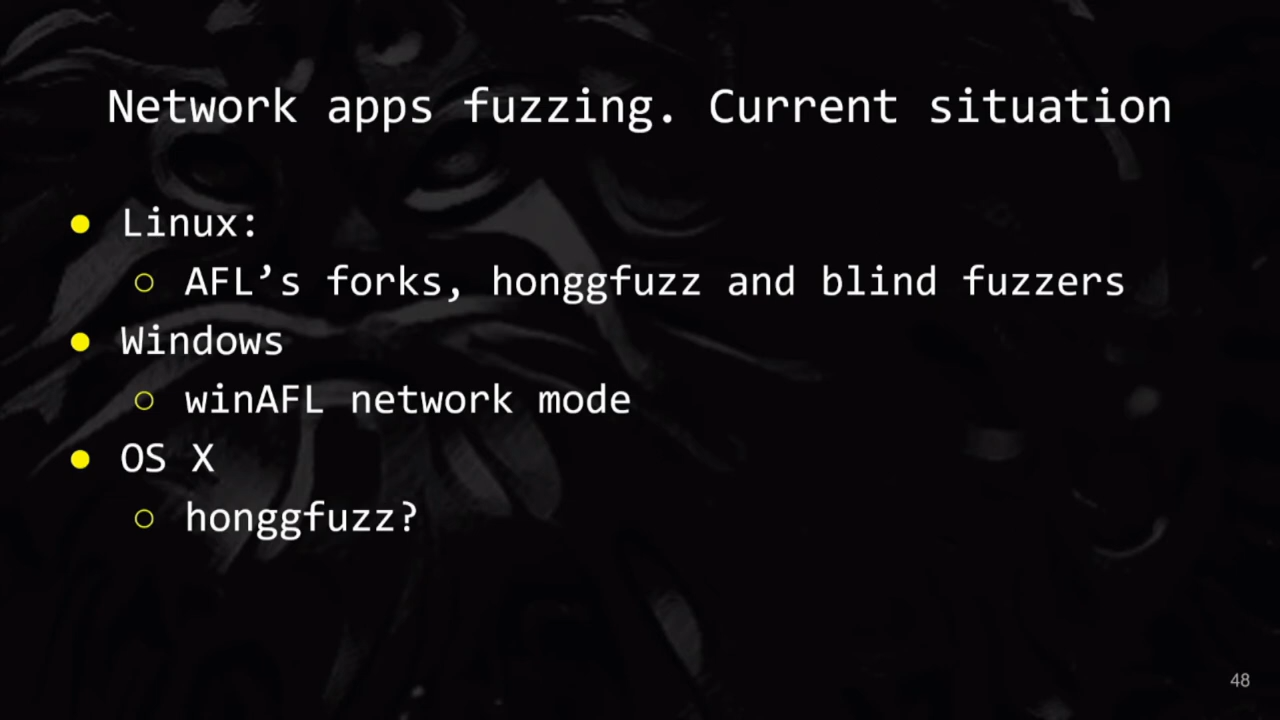 Network apps fuzzing. Current situation
● Linux:
○ AFL’s forks, honggfuzz and blind fuzzers
● Windows
○ winAFL network mode
● OS X
○ honggfuzz?
48